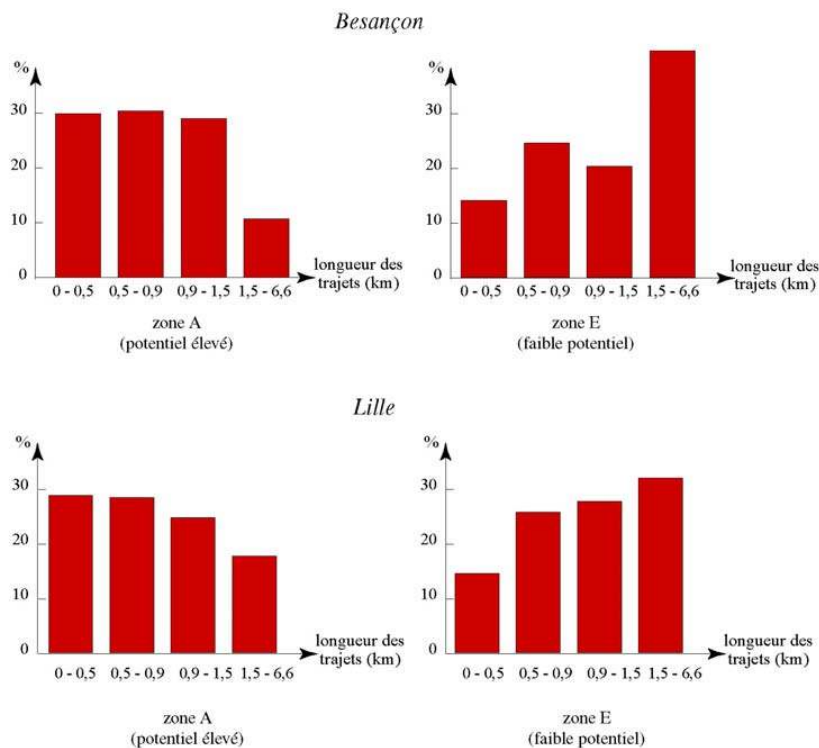 Besançon
%
30
20
10
0
0 - 0,5 0,5 - 0,9 0,9 - 1,5 1,5 - 6,6
longueur des
trajets (km)
zone A
(potentiel élevé)
%
30
20
10
0
0 - 0,5 0,5 - 0,9 0,9 - 1,5 1,5 - 6,6
longueur des
trajets (km)
zone E
(faible potentiel)
Lille
%
30
20
10
0
0 - 0,5 0,5 - 0,9 0,9 - 1,5 1,5 - 6,6
longueur des
trajets (km)
zone A
(potentiel élevé)
%
30
20
10
0
0 - 0,5 0,5 - 0,9 0,9 - 1,5 1,5 - 6,6
longueur des
trajets (km)
zone E
(faible potentiel)